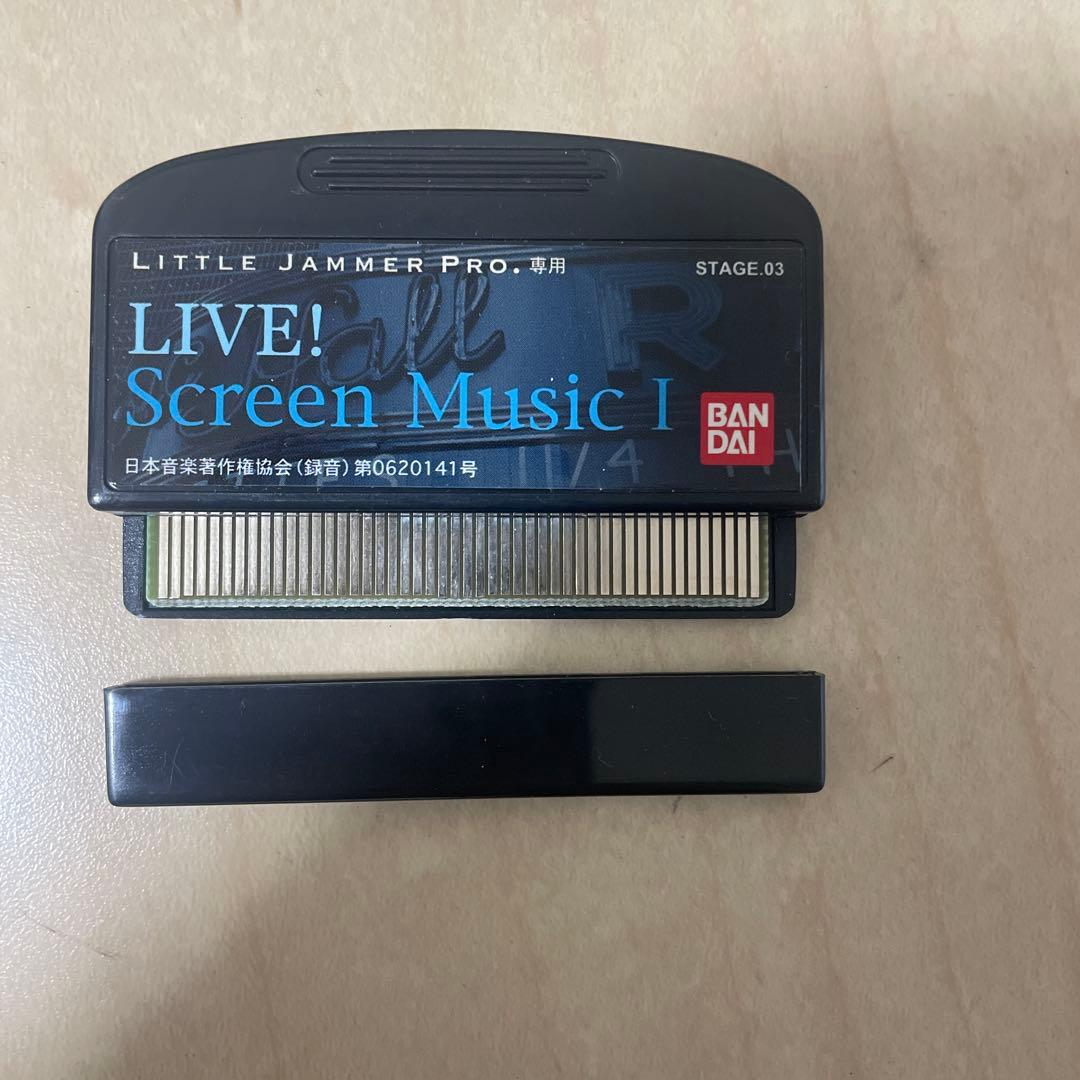 LITTLE JAMMER PRO. 専用
STAGE.03
LIVE!
Screen Music I
BAN
DAI
日本音楽著作権協会(録音)第0620141号